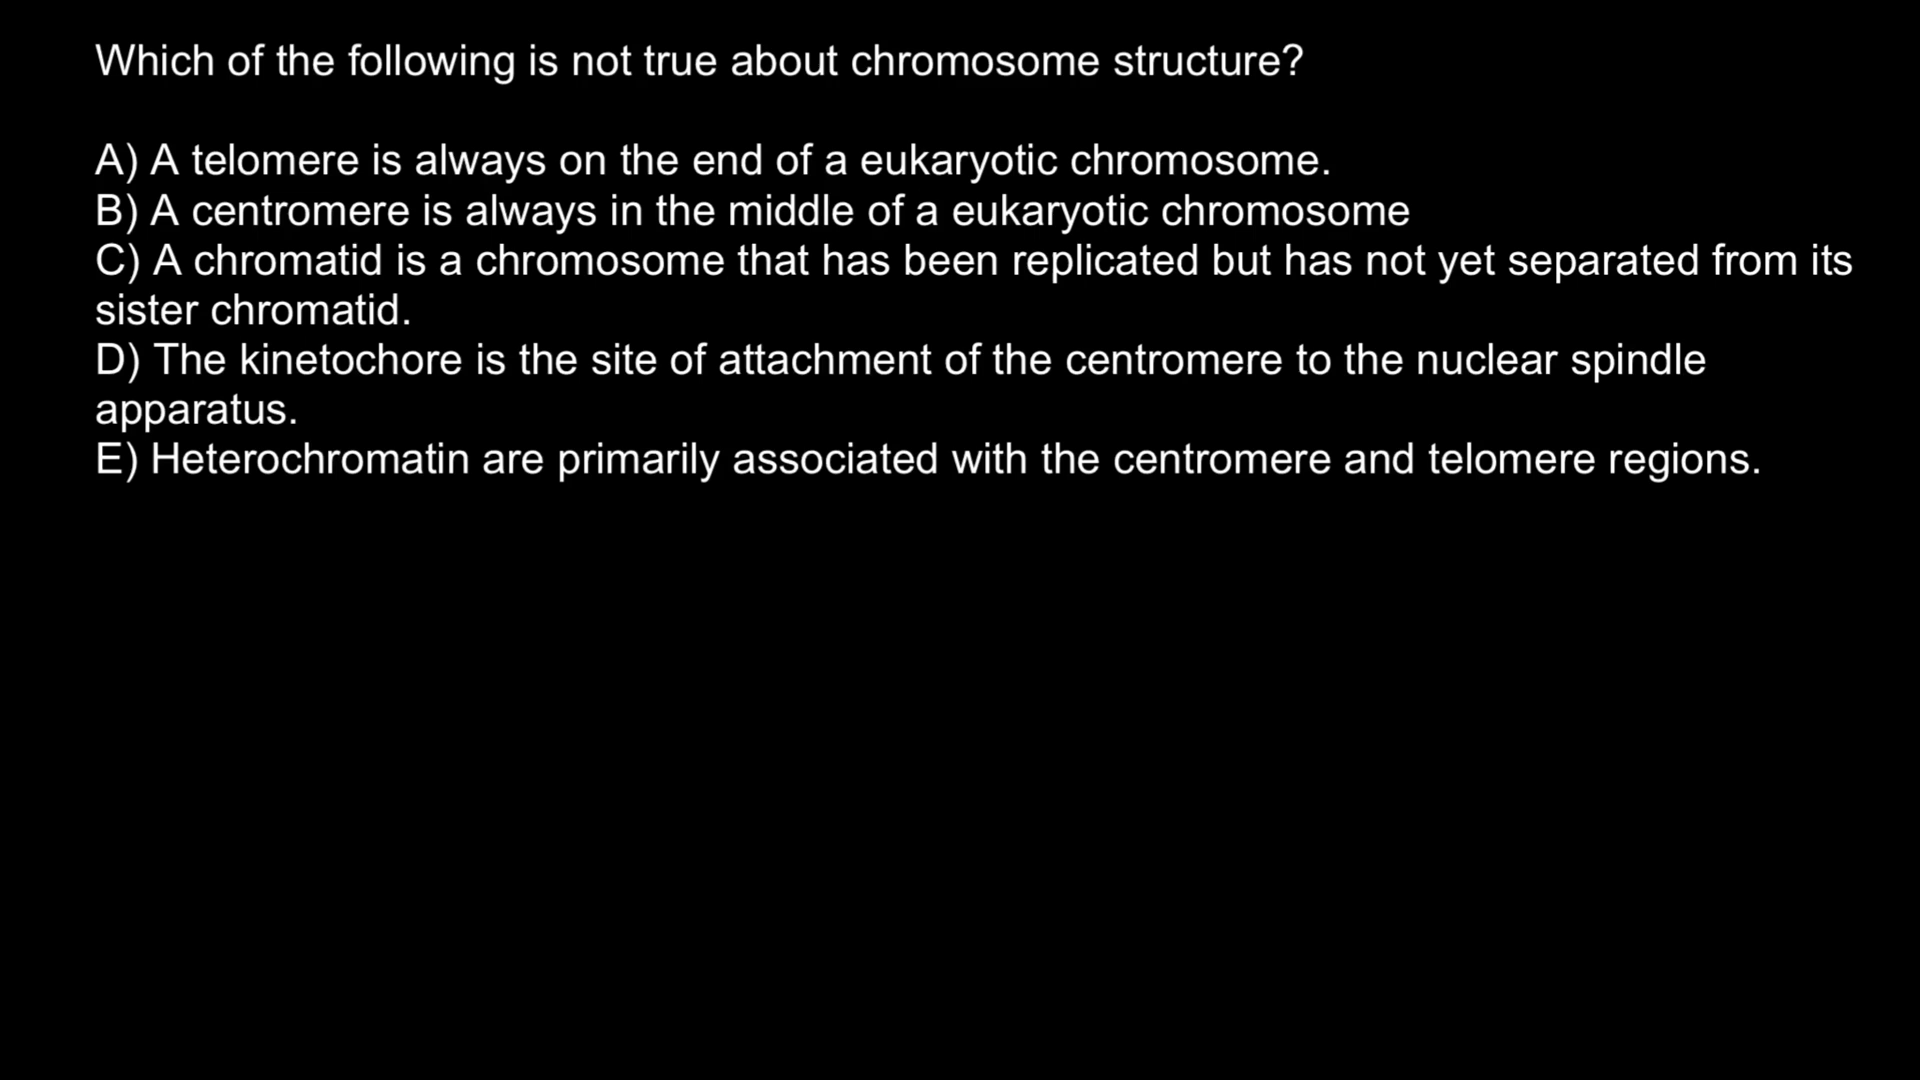 Which of the following is not true about chromosome structure?
A) A telomere is always on the end of a eukaryotic chromosome.
B) A centromere is always in the middle of a eukaryotic chromosome
C) A chromatid is a chromosome that has been replicated but has not yet separated from its
sister chromatid.
D) The kinetochore is the site of attachment of the centromere to the nuclear spindle
apparatus.
E) Heterochromatin are primarily associated with the centromere and telomere regions.